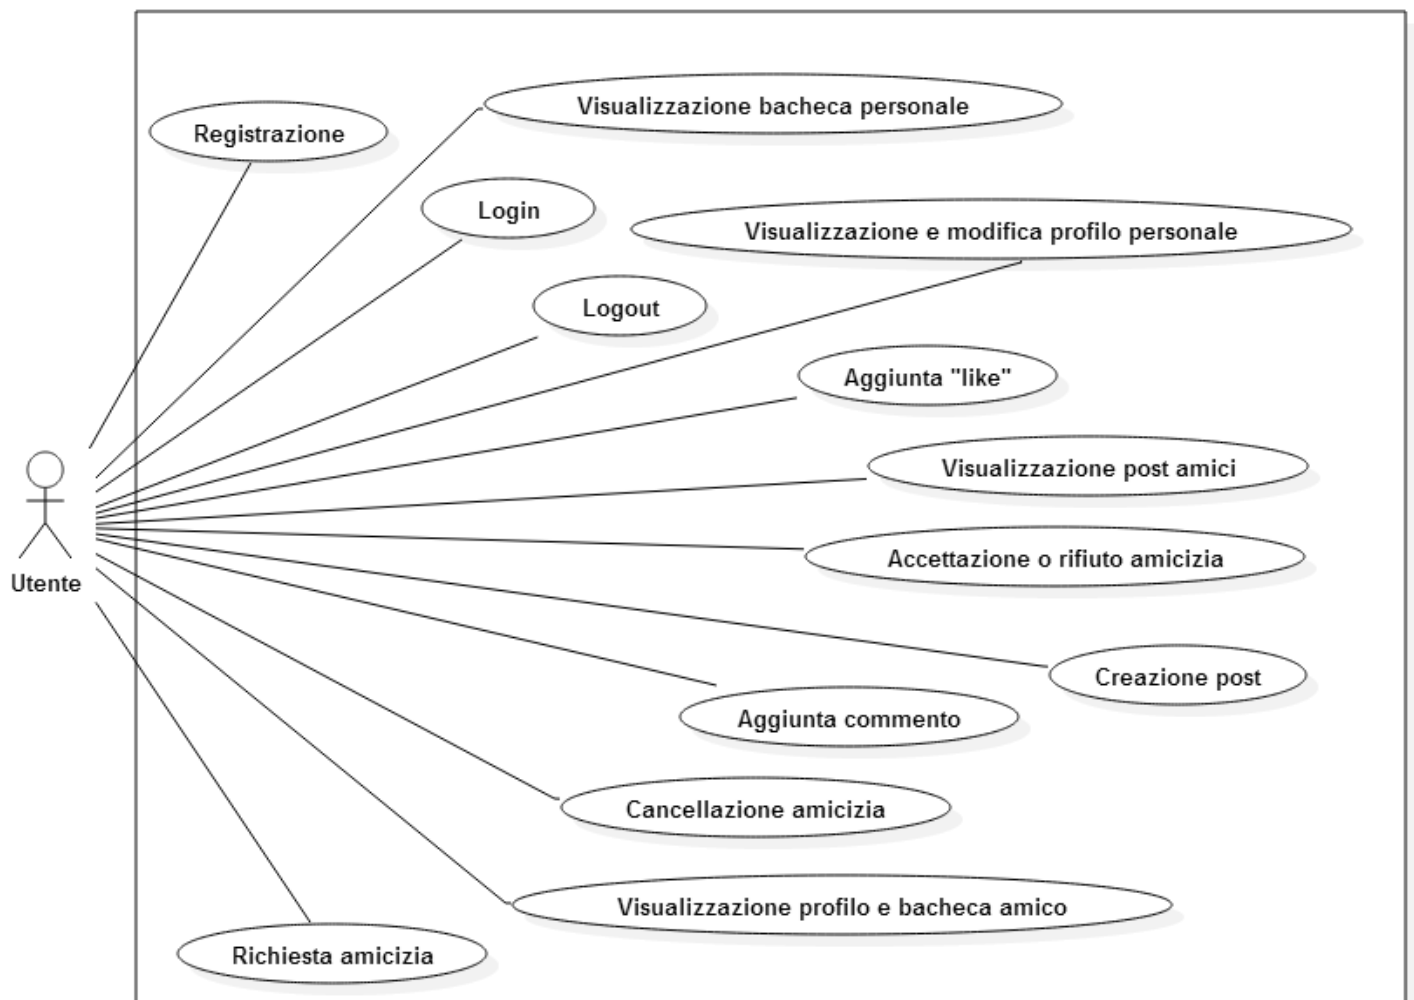 Visualizzazione bacheca personale
Registrazione
Login
Visualizzazione e modifica profilo personale
Logout
Aggiunta "like"
Visualizzazione post amici
Accettazione o rifiuto amicizia
Utente
Creazione post
Aggiunta commento
Cancellazione amicizia
Visualizzazione profilo e bacheca amico
Richiesta amicizia